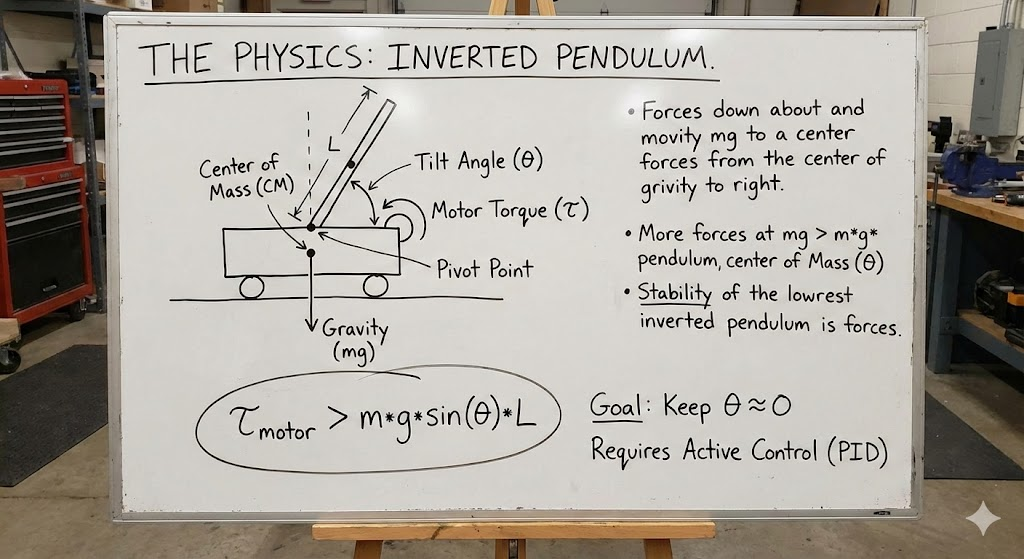 THE PHYSICS: INVERTED PENDULUM.
L
Center of
Mass (CM)
Tilt Angle (θ)
Motor Torque (τ)
Pivot Point
Gravity
(mg)
τmotor > m*g*sin(θ)*L
• Forces down about and
movity mg to a center
forces from the center of
grivity to right.
• More forces at mg > m*g*
pendulum, center of Mass (θ)
• Stability of the lowest
inverted pendulum is forces.
Goal: Keep θ ≈ 0
Requires Active Control (PID)